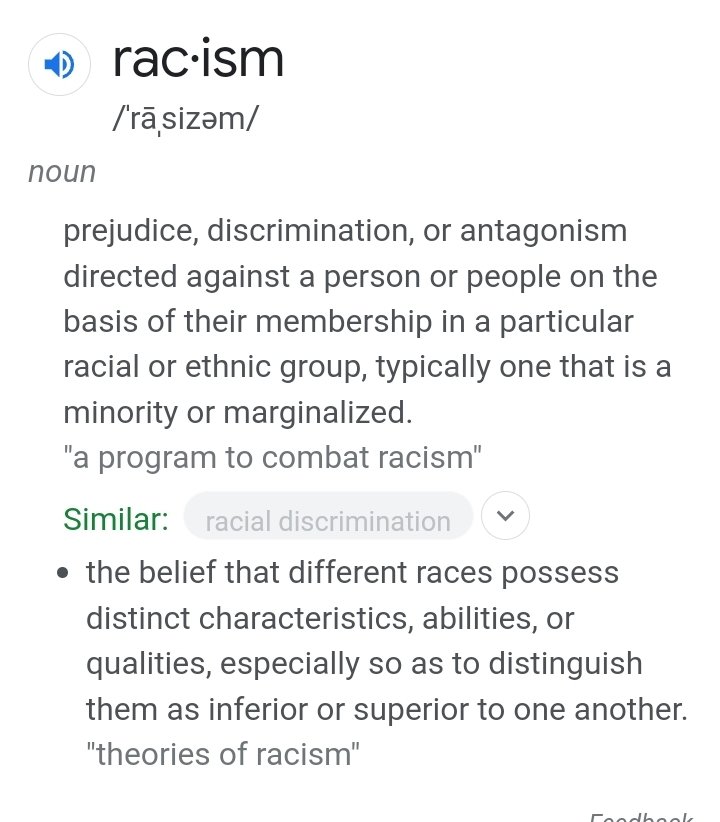 rac·ism
/ˈrāˌsizəm/
noun
prejudice, discrimination, or antagonism
directed against a person or people on the
basis of their membership in a particular
racial or ethnic group, typically one that is a
minority or marginalized.
"a program to combat racism"
Similar: racial discrimination
• the belief that different races possess
distinct characteristics, abilities, or
qualities, especially so as to distinguish
them as inferior or superior to one another.
"theories of racism"
Feedback